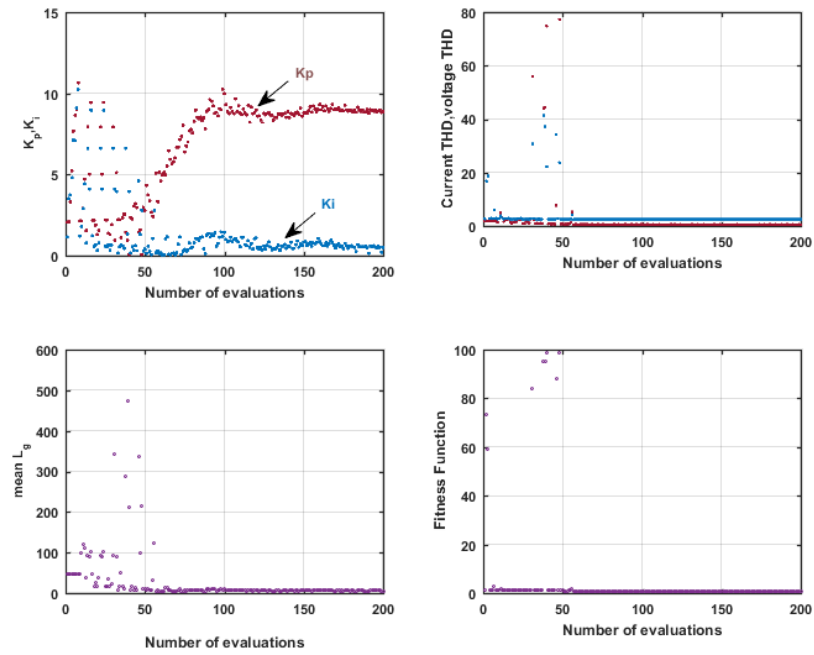 15
10
5
0
Kp,Ki
Kp
Ki
0 50 100 150 200
Number of evaluations
80
60
40
20
0
Current THD,voltage THD
0 50 100 150 200
Number of evaluations
600
500
400
300
200
100
0
mean Lg
0 50 100 150 200
Number of evaluations
100
80
60
40
20
0
Fitness Function
0 50 100 150 200
Number of evaluations